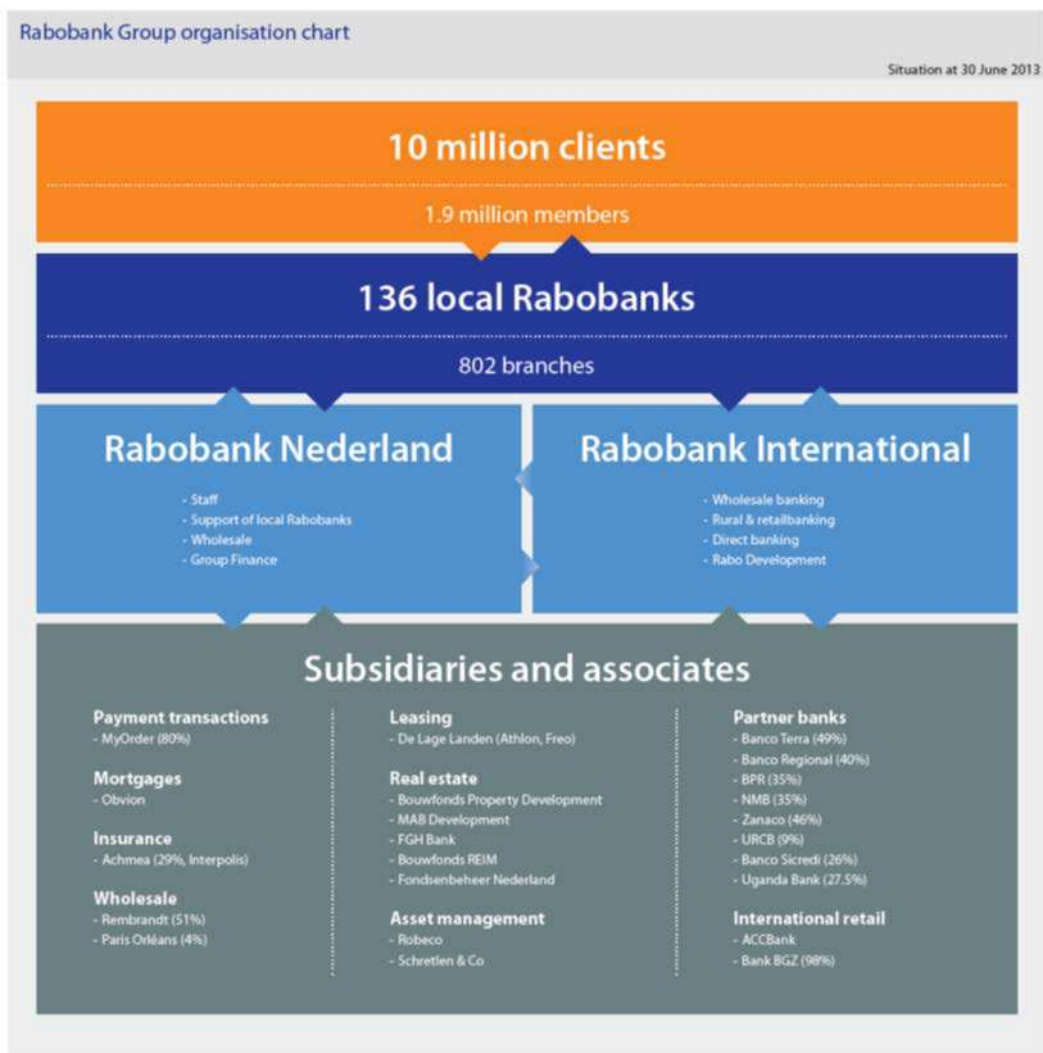 Rabobank Group organisation chart
Situation at 30 June 2013
10 million clients
1.9 million members
136 local Rabobanks
802 branches
Rabobank Nederland
- Staff
- Support of local Rabobanks
- Wholesale
- Group Finance
Rabobank International
- Wholesale banking
- Rural & retailbanking
- Direct banking
- Rabo Development
Subsidiaries and associates
Payment transactions
- MyOrder (80%)
Mortgages
- Obvion
Insurance
- Achmea (29%, Interpolis)
Wholesale
- Rembrandt (51%)
- Paris Orléans (4%)
Leasing
- De Lage Landen (Athlon, Freo)
Real estate
- Bouwfonds Property Development
- MAB Development
- FGH Bank
- Bouwfonds REIM
- Fondsenbeheer Nederland
Asset management
- Robeco
- Schretlen & Co
Partner banks
- Banco Terra (49%)
- Banco Regional (40%)
- BPR (35%)
- NMB (35%)
- Zanaco (46%)
- URCB (9%)
- Banco Sicredi (26%)
- Uganda Bank (27.5%)
International retail
- ACCBank
- Bank BGZ (98%)